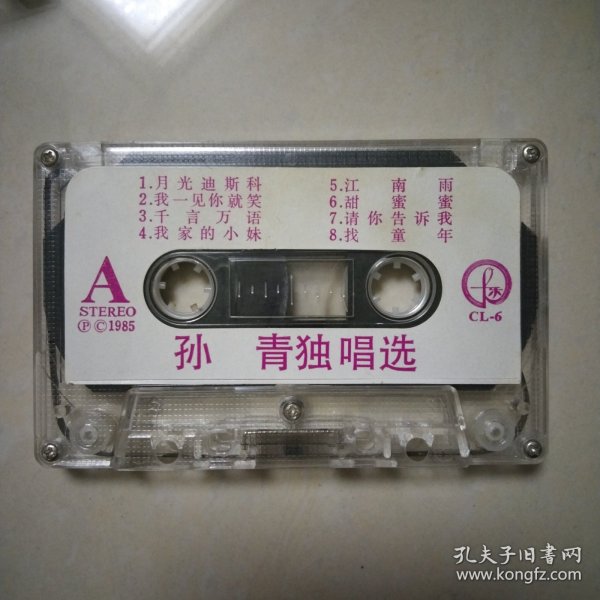 1.月光迪斯科
2.我一见你就笑
3.千言万语
4.我家的小妹
5.江南雨
6.甜蜜蜜
7.请你告诉我
8.找童年
A
STEREO
Ⓟ©1985
CL-6
孙 青独唱选
孔夫子旧书网
www.kongfz.com